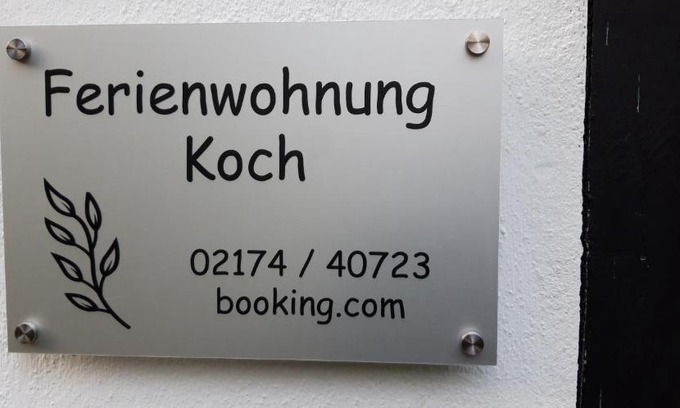 Ferienwohnung
Koch
02174 / 40723
booking.com